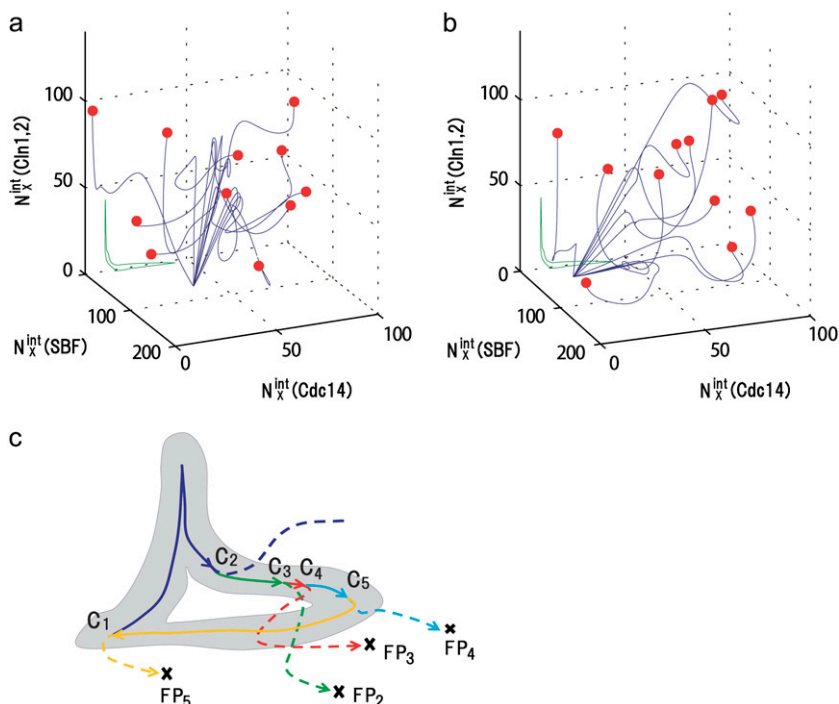 a
100
50
0
100
200
0
50
100
N_X^int(Cln1,2)
N_X^int(SBF)
N_X^int(Cdc14)
b
100
50
0
100
200
0
50
100
N_X^int(Cln1,2)
N_X^int(SBF)
N_X^int(Cdc14)
c
C2
C3
C4
C5
C1
FP4
FP3
FP5
FP2